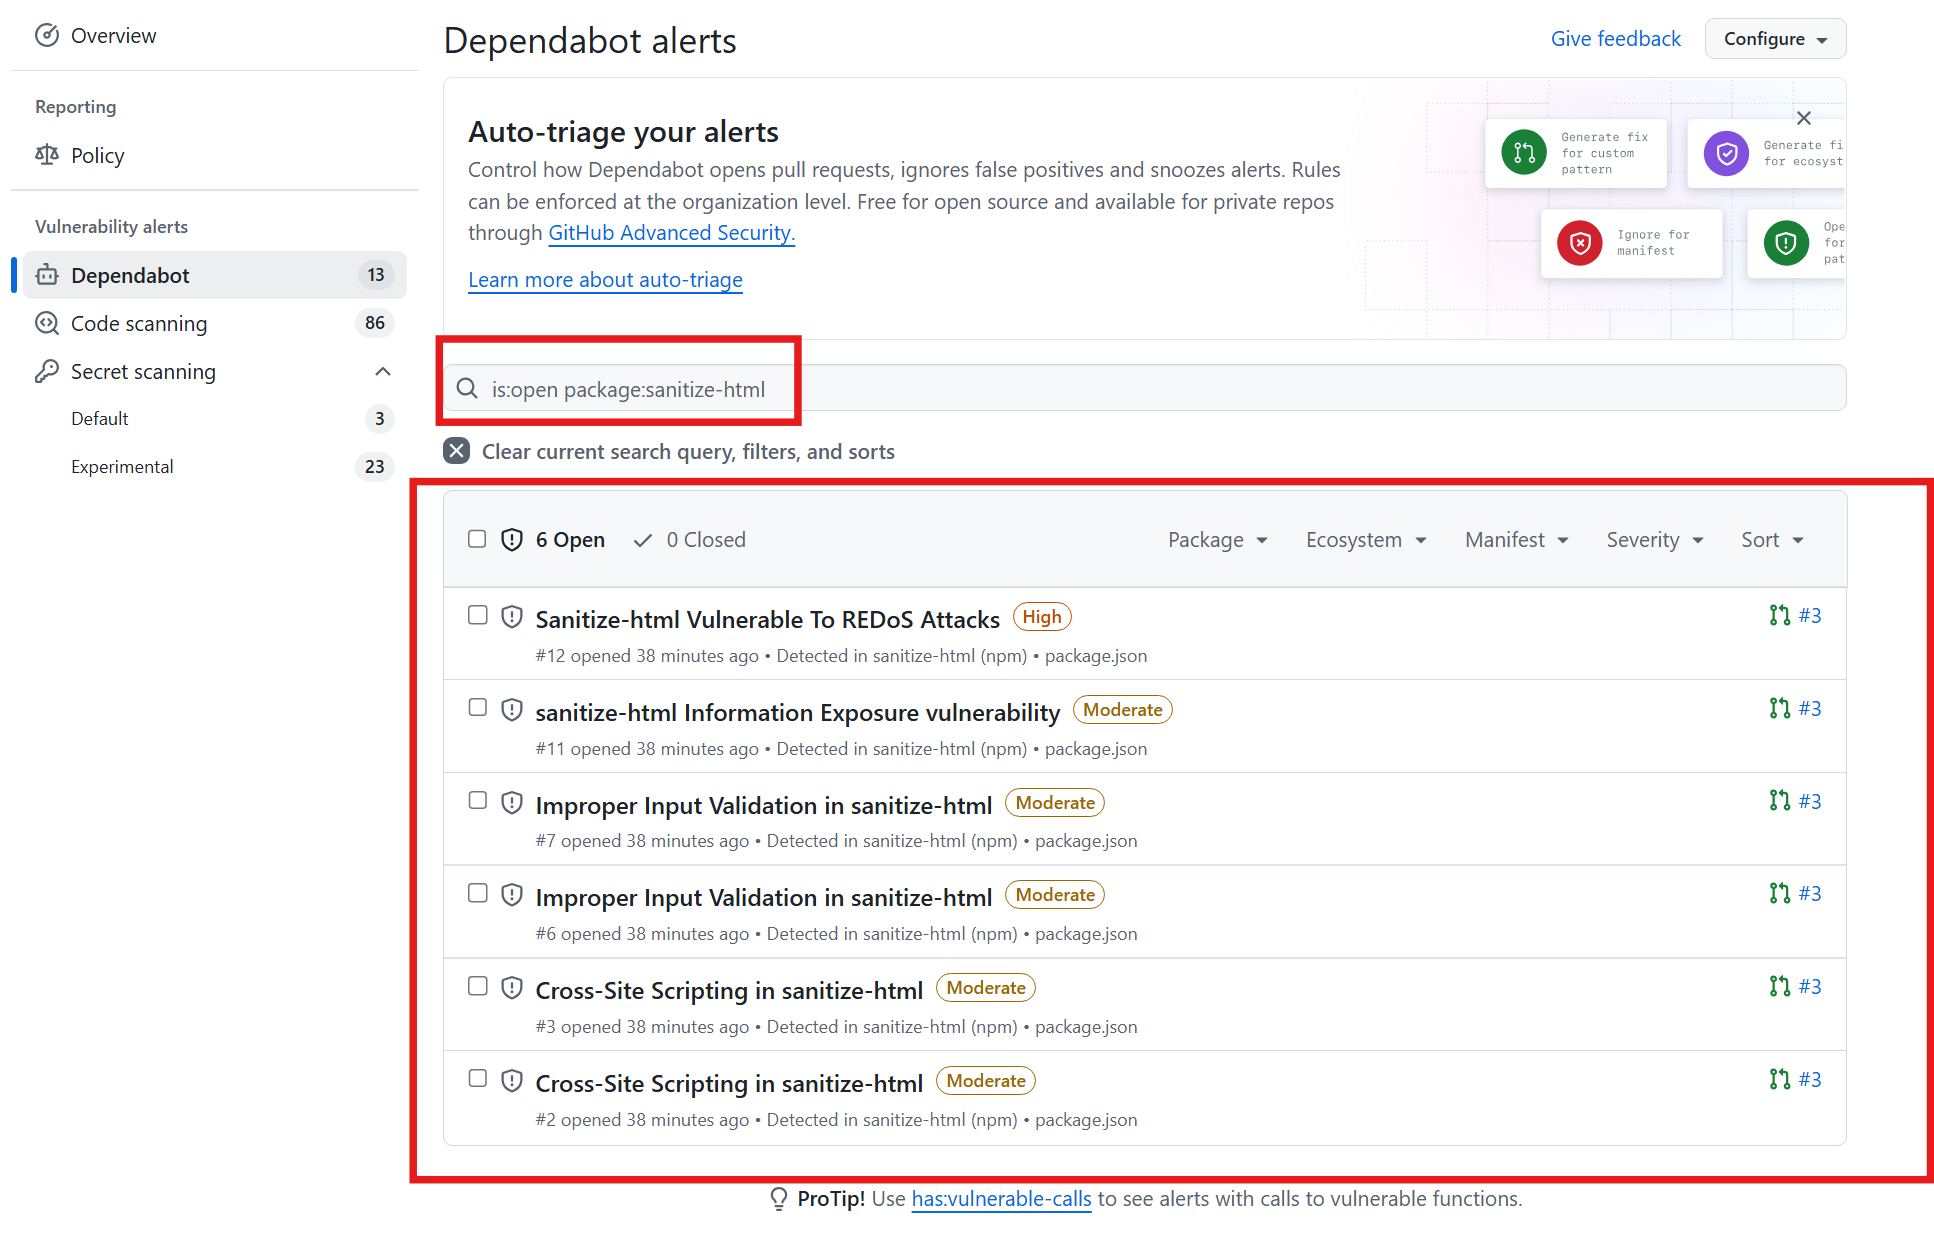 Overview
Reporting
Policy
Vulnerability alerts
Dependabot 13
Code scanning 86
Secret scanning
Default 3
Experimental 23
Dependabot alerts
Give feedback
Configure
Auto-triage your alerts
Control how Dependabot opens pull requests, ignores false positives and snoozes alerts. Rules
can be enforced at the organization level. Free for open source and available for private repos
through GitHub Advanced Security.
Learn more about auto-triage
Generate fix
for custom
pattern
Generate fi
for ecosyst
Ignore for
manifest
Ope
for
pat
is:open package:sanitize-html
Clear current search query, filters, and sorts
6 Open 0 Closed Package Ecosystem Manifest Severity Sort
Sanitize-html Vulnerable To REDoS Attacks High #3
#12 opened 38 minutes ago • Detected in sanitize-html (npm) • package.json
sanitize-html Information Exposure vulnerability Moderate #3
#11 opened 38 minutes ago • Detected in sanitize-html (npm) • package.json
Improper Input Validation in sanitize-html Moderate #3
#7 opened 38 minutes ago • Detected in sanitize-html (npm) • package.json
Improper Input Validation in sanitize-html Moderate #3
#6 opened 38 minutes ago • Detected in sanitize-html (npm) • package.json
Cross-Site Scripting in sanitize-html Moderate #3
#3 opened 38 minutes ago • Detected in sanitize-html (npm) • package.json
Cross-Site Scripting in sanitize-html Moderate #3
#2 opened 38 minutes ago • Detected in sanitize-html (npm) • package.json
ProTip! Use has:vulnerable-calls to see alerts with calls to vulnerable functions.